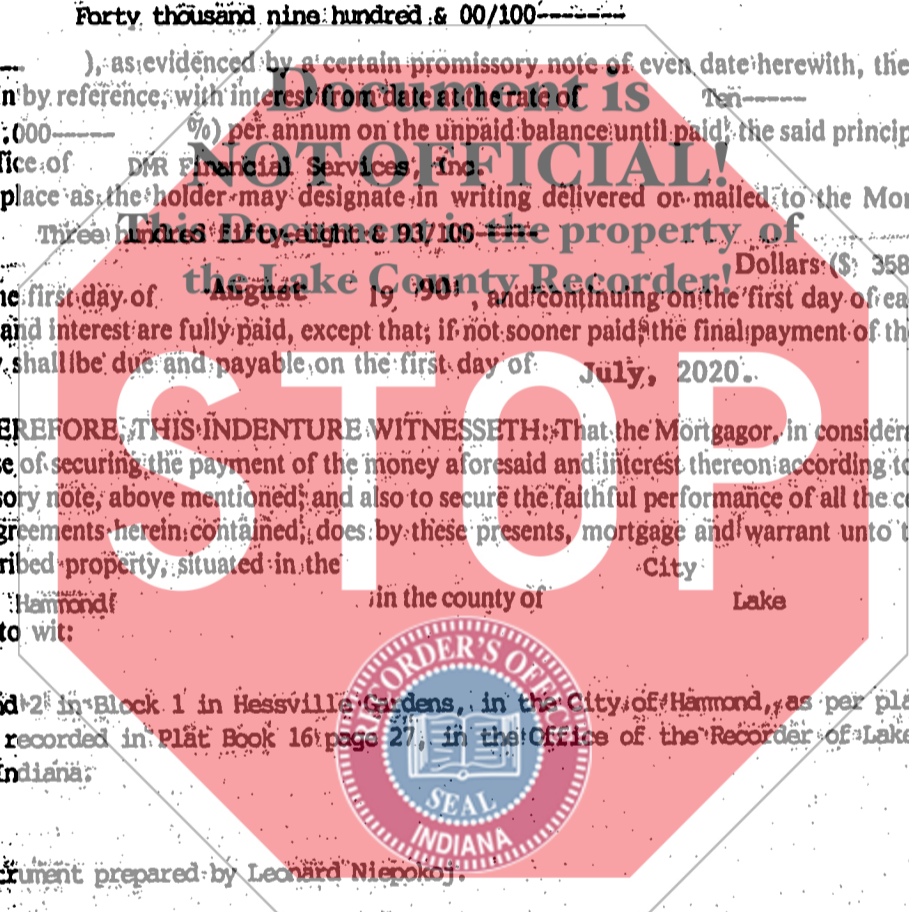 Forty thousand nine hundred & 00/100-------
), as evidenced by a certain promissory note of even date herewith, the
n by reference, with interest from date at the rate of Ten-----
.000----- %) per annum on the unpaid balance until paid, the said princip
fice of DMR Financial Services, Inc.
place as the holder may designate in writing delivered or mailed to the Mor
Three hundred fifty-eight & 93/100----
Dollars ($ 358
he first day of August 19 90, and continuing on the first day of ea
and interest are fully paid, except that, if not sooner paid, the final payment of th
shall be due and payable on the first day of July, 2020.
Document is
NOT OFFICIAL!
This Document is the property of
the Lake County Recorder!
STOP
EREFORE, THIS INDENTURE WITNESSETH: That the Mortgagor, in consider
se of securing the payment of the money aforesaid and interest thereon according to
sory note, above mentioned, and also to secure the faithful performance of all the co
greements herein contained, does by these presents, mortgage and warrant unto t
ribed property, situated in the City
Hammond in the county of Lake
to wit:
nd 2 in Block 1 in Hessville Gardens, in the City of Hammond, as per pla
recorded in Plat Book 16 page 27, in the Office of the Recorder of Lake
Indiana.
RECORDER'S OFFICE
SEAL
INDIANA
trument prepared by Leonard Niepokoj.